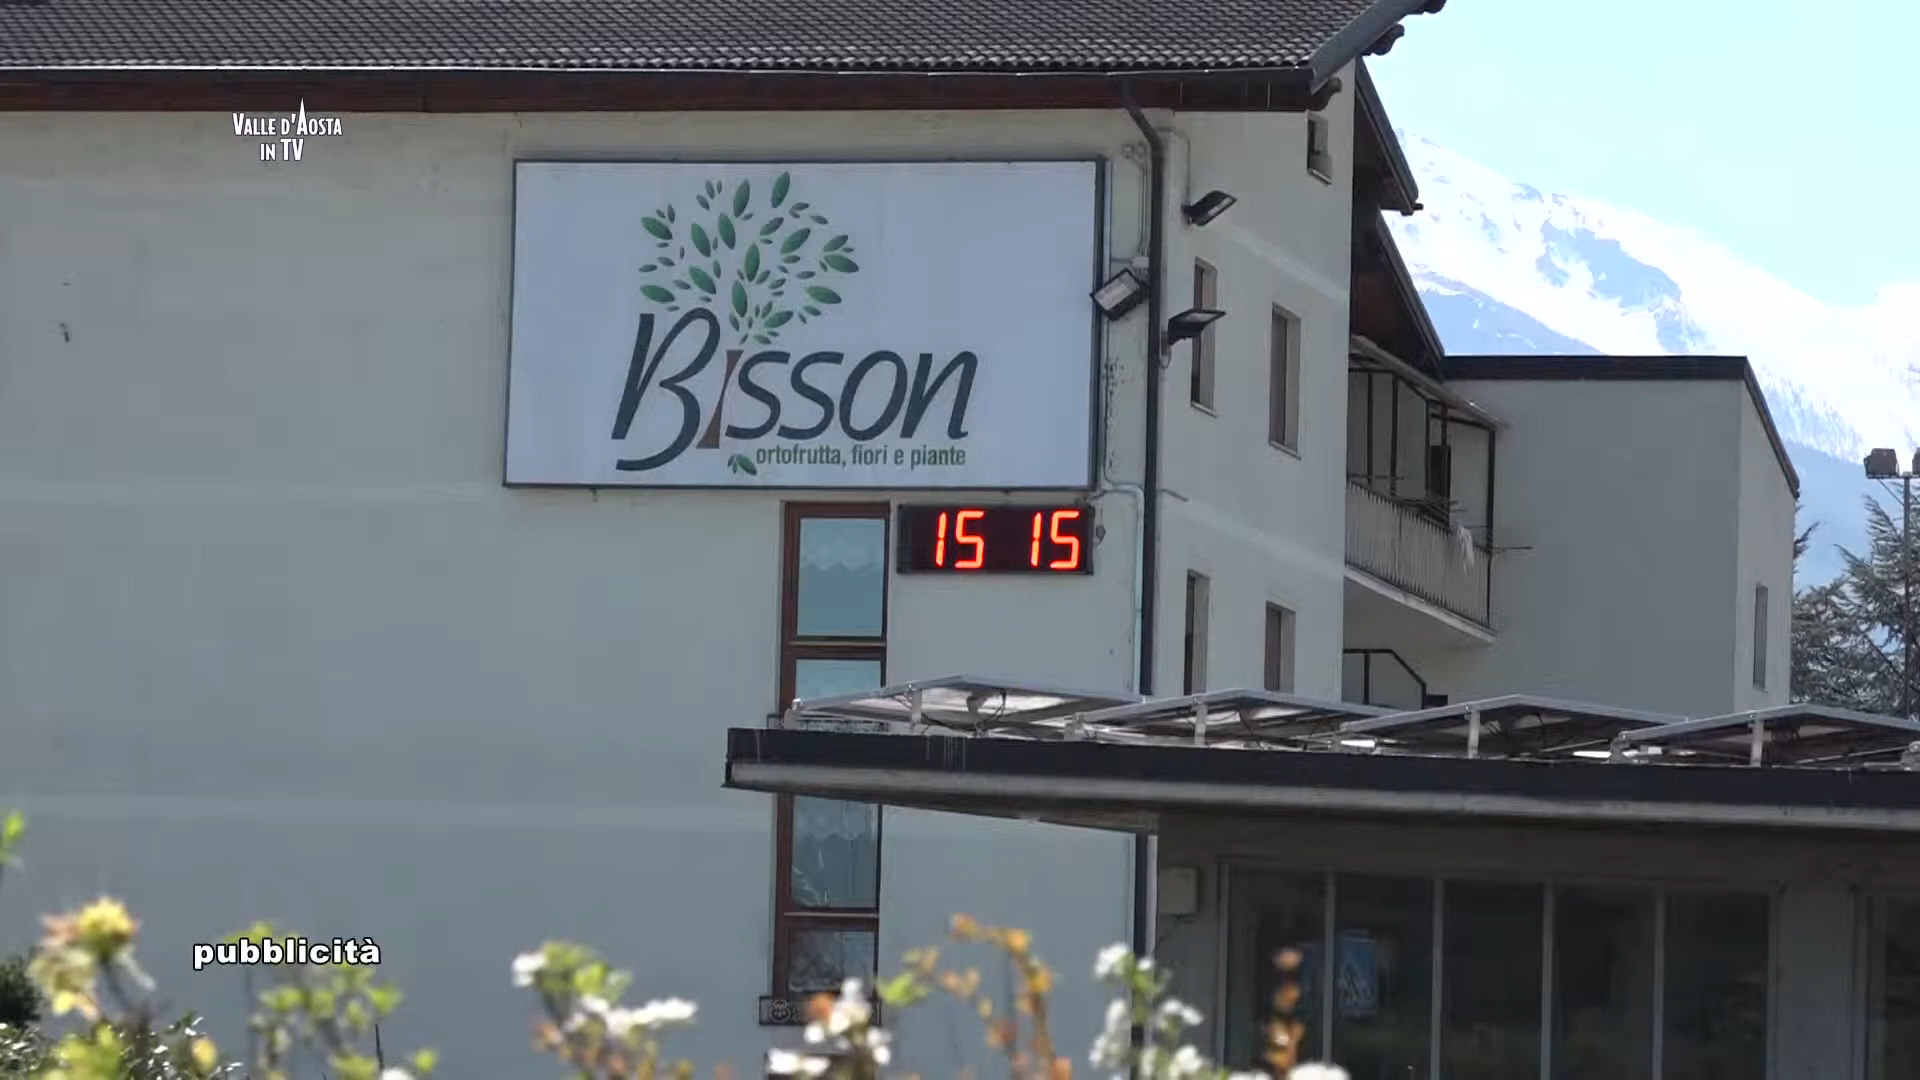 VALLE D'AOSTA
IN TV
Bisson
ortofrutta, fiori e piante
15 15
pubblicità